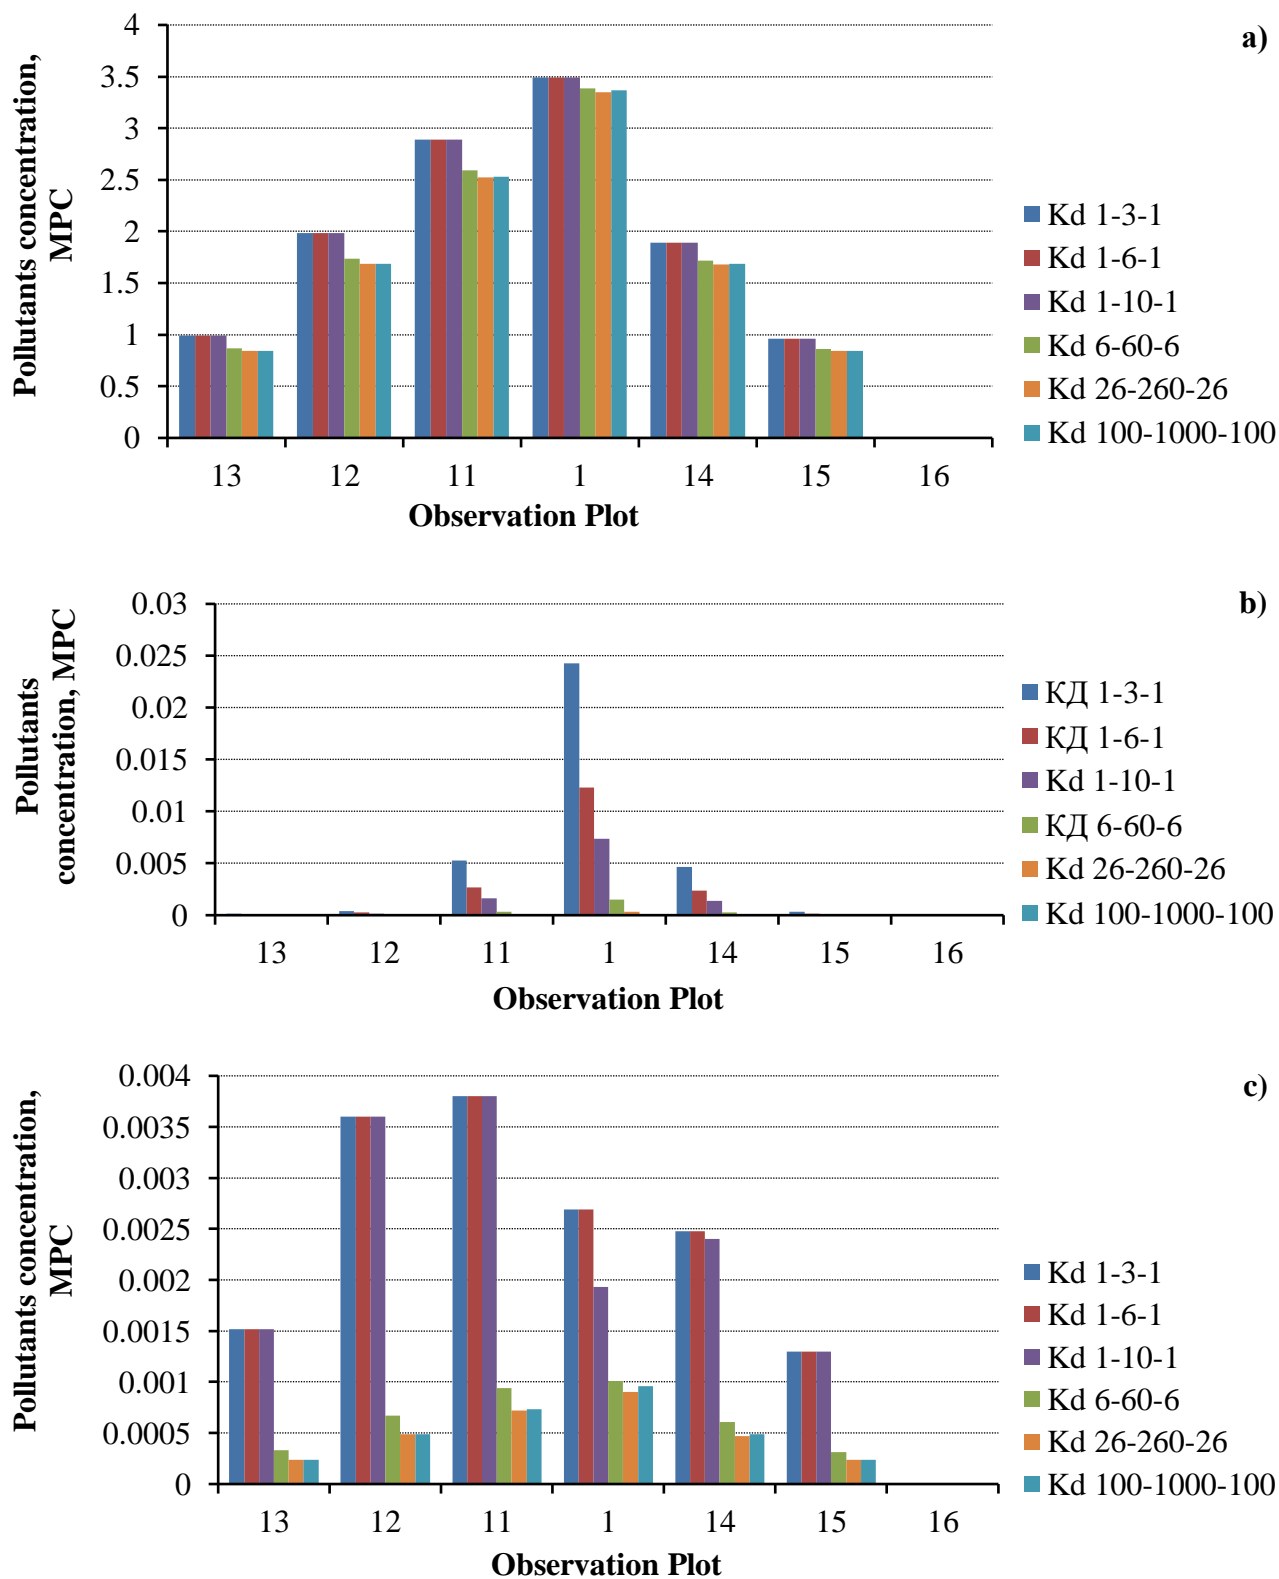 a)
Pollutants concentration,
MPC
4
3.5
3
2.5
2
1.5
1
0.5
0
13 12 11 1 14 15 16
Observation Plot
Kd 1-3-1
Kd 1-6-1
Kd 1-10-1
Kd 6-60-6
Kd 26-260-26
Kd 100-1000-100
b)
Pollutants
concentration, MPC
0.03
0.025
0.02
0.015
0.01
0.005
0
13 12 11 1 14 15 16
Observation Plot
КД 1-3-1
КД 1-6-1
Kd 1-10-1
КД 6-60-6
Kd 26-260-26
Kd 100-1000-100
c)
Pollutants concentration,
MPC
0.004
0.0035
0.003
0.0025
0.002
0.0015
0.001
0.0005
0
13 12 11 1 14 15 16
Observation Plot
Kd 1-3-1
Kd 1-6-1
Kd 1-10-1
Kd 6-60-6
Kd 26-260-26
Kd 100-1000-100